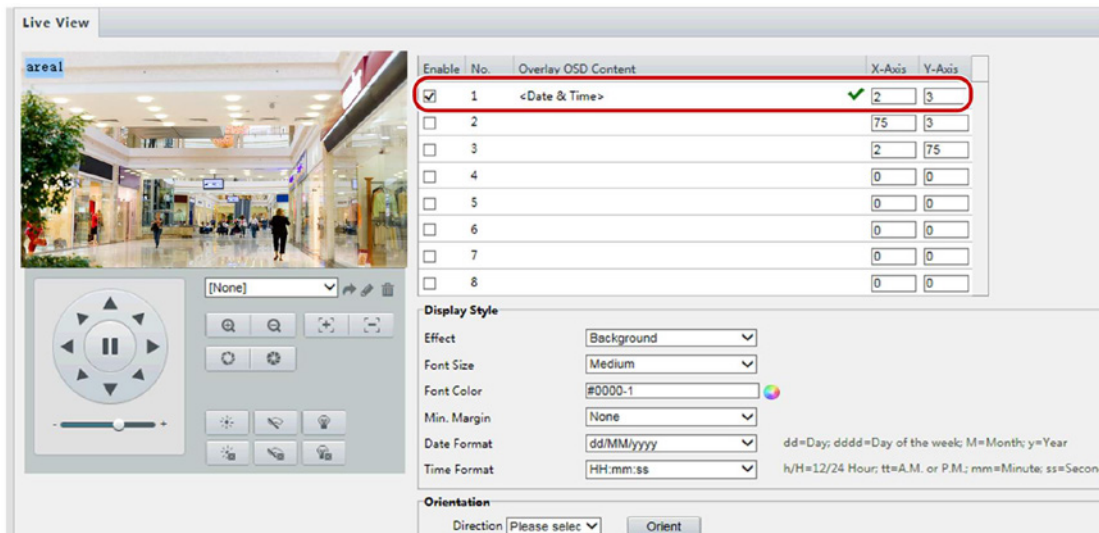 Live View
areal
Enable No. Overlay OSD Content X-Axis Y-Axis
1 <Date & Time> 2 3
2 75 3
3 2 75
4 0 0
5 0 0
6 0 0
7 0 0
8 0 0
[None]
- +
Display Style
Effect Background
Font Size Medium
Font Color #0000-1
Min. Margin None
Date Format dd/MM/yyyy dd=Day; dddd=Day of the week; M=Month; y=Year
Time Format HH:mm:ss h/H=12/24 Hour; tt=A.M. or P.M.; mm=Minute; ss=Secon
Orientation
Direction Please selec Orient